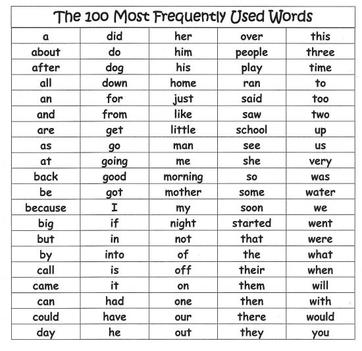 The 100 Most Frequently Used Words
a did her over this
about do him people three
after dog his play time
all down home ran to
an for just said too
and from like saw two
are get little school up
as go man see us
at going me she very
back good morning so was
be got mother some water
because I my soon we
big if night started went
but in not that were
by into of the what
call is off their when
came it on them will
can had one then with
could have our there would
day he out they you